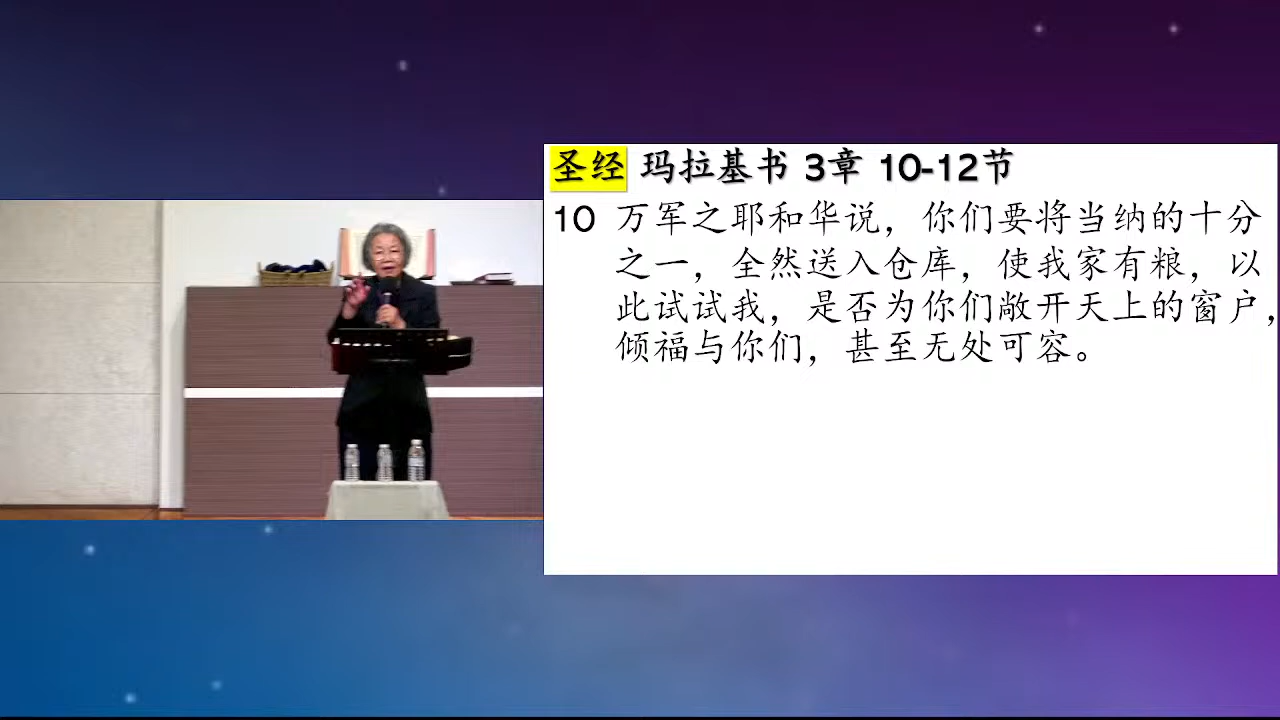 圣经 玛拉基书 3章 10-12节
10 万军之耶和华说，你们要将当纳的十分
之一，全然送入仓库，使我家有粮，以
此试试我，是否为你们敞开天上的窗户，
倾福与你们，甚至无处可容。